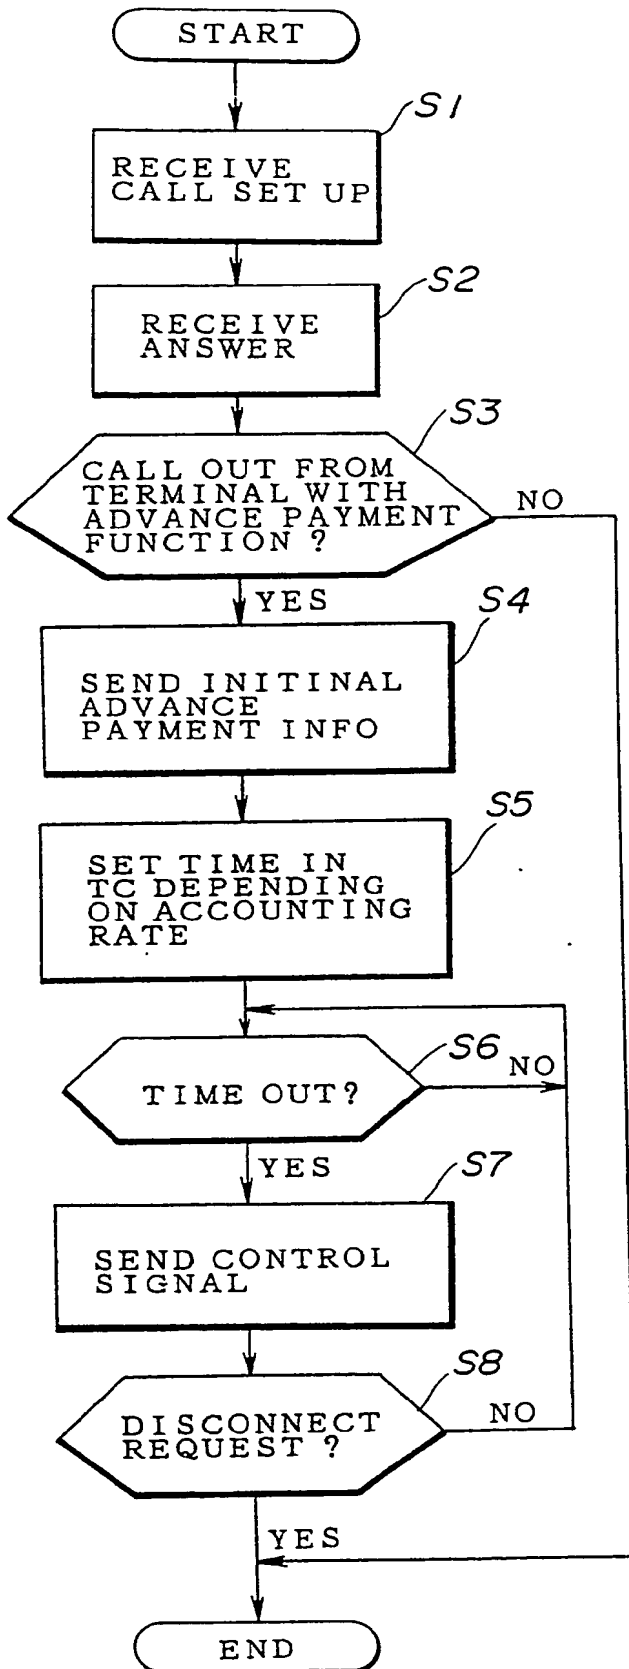 START
S1
RECEIVE
CALL SET UP
S2
RECEIVE
ANSWER
S3
CALL OUT FROM
TERMINAL WITH
ADVANCE PAYMENT
FUNCTION ?
NO
YES
S4
SEND INITINAL
ADVANCE
PAYMENT INFO
S5
SET TIME IN
TC DEPENDING
ON ACCOUNTING
RATE
S6
TIME OUT?
NO
YES
S7
SEND CONTROL
SIGNAL
S8
DISCONNECT
REQUEST ?
NO
YES
END